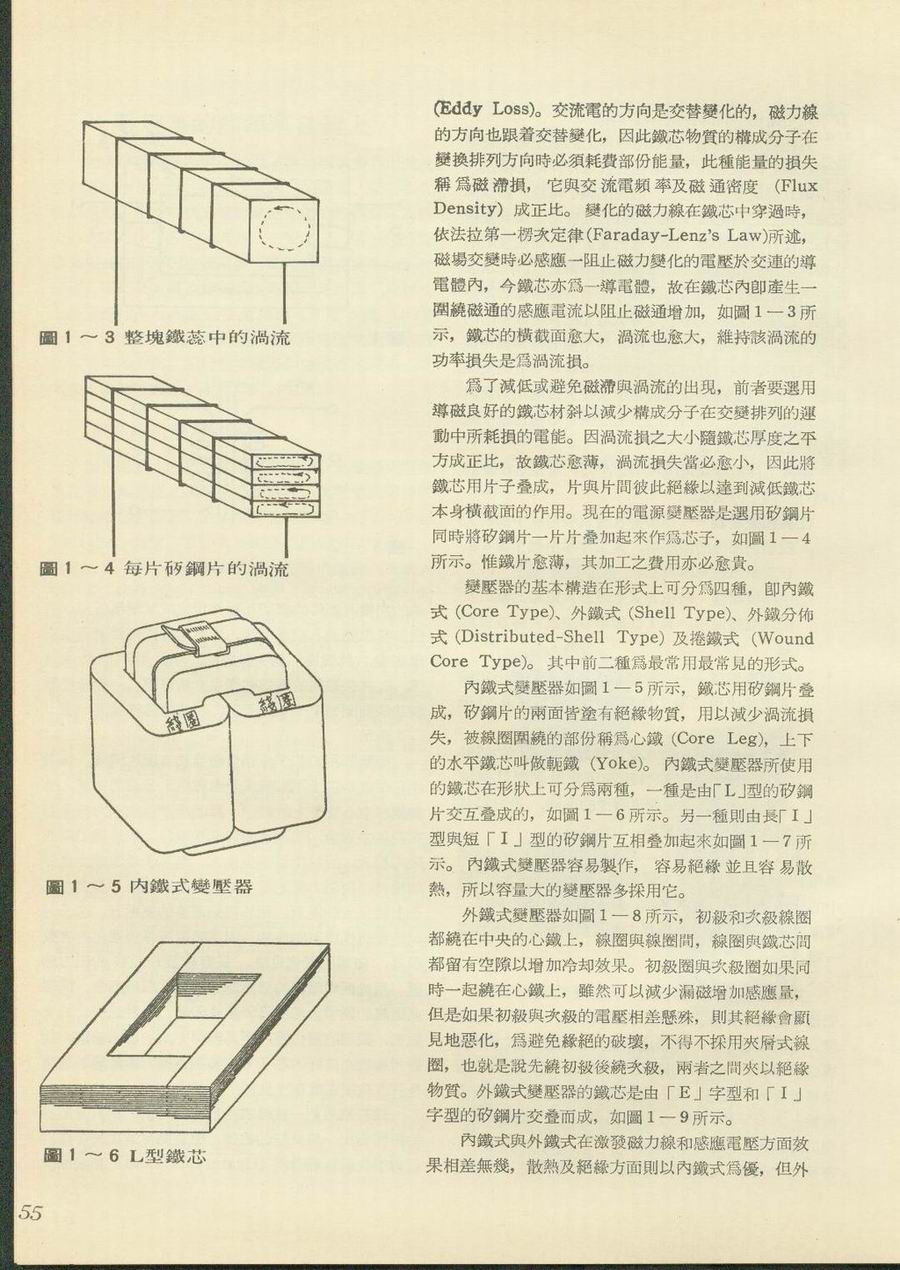 圖 1 ～ 3 整塊鐵蕊中的渦流
圖 1 ～ 4 每片矽鋼片的渦流
綫圈
綫圈
圖 1 ～ 5 內鐵式變壓器
圖 1 ～ 6 L型鐵芯
55
(Eddy Loss)。交流電的方向是交替變化的，磁力線
的方向也跟着交替變化，因此鐵芯物質的構成分子在
變換排列方向時必須耗費部份能量，此種能量的損失
稱爲磁滯損，它與交流電頻率及磁通密度 (Flux
Density) 成正比。變化的磁力線在鐵芯中穿過時，
依法拉第一楞次定律(Faraday-Lenz's Law)所述，
磁場交變時必感應一阻止磁力變化的電壓於交連的導
電體內，今鐵芯亦爲一導電體，故在鐵芯內卽產生一
圍繞磁通的感應電流以阻止磁通增加，如圖1—3所
示，鐵芯的橫截面愈大，渦流也愈大，維持該渦流的
功率損失是爲渦流損。
爲了減低或避免磁滯與渦流的出現，前者要選用
導磁良好的鐵芯材斜以減少構成分子在交變排列的運
動中所耗損的電能。因渦流損之大小隨鐵芯厚度之平
方成正比，故鐵芯愈薄，渦流損失當必愈小，因此將
鐵芯用片子叠成，片與片間彼此絕緣以達到減低鐵芯
本身橫截面的作用。現在的電源變壓器是選用矽鋼片
同時將矽鋼片一片片叠加起來作爲芯子，如圖1—4
所示。惟鐵片愈薄，其加工之費用亦必愈貴。
變壓器的基本構造在形式上可分爲四種，卽內鐵
式 (Core Type)、外鐵式 (Shell Type)、外鐵分佈
式 (Distributed-Shell Type) 及捲鐵式 (Wound
Core Type)。其中前二種爲最常用最常見的形式。
內鐵式變壓器如圖1—5所示，鐵芯用矽鋼片叠
成，矽鋼片的兩面皆塗有絕緣物質，用以減少渦流損
失，被線圈圍繞的部份稱爲心鐵 (Core Leg)，上下
的水平鐵芯叫做軛鐵 (Yoke)。內鐵式變壓器所使用
的鐵芯在形狀上可分爲兩種，一種是由「L」型的矽鋼
片交互叠成的，如圖1—6所示。另一種則由長「I」
型與短「I」型的矽鋼片互相叠加起來如圖1—7所
示。內鐵式變壓器容易製作，容易絕緣並且容易散
熱，所以容量大的變壓器多採用它。
外鐵式變壓器如圖1—8所示，初級和次級線圈
都繞在中央的心鐵上，線圈與線圈間，線圈與鐵芯間
都留有空隙以增加冷却效果。初級圈與次級圈如果同
時一起繞在心鐵上，雖然可以減少漏磁增加感應量，
但是如果初級與次級的電壓相差懸殊，則其絕緣會顯
見地惡化，爲避免緣絕的破壞，不得不採用夾層式線
圈，也就是說先繞初級後繞次級，兩者之間夾以絕緣
物質。外鐵式變壓器的鐵芯是由「E」字型和「I」
字型的矽鋼片交叠而成，如圖1—9所示。
內鐵式與外鐵式在激發磁力線和感應電壓方面效
果相差無幾，散熱及絕緣方面則以內鐵式爲優，但外